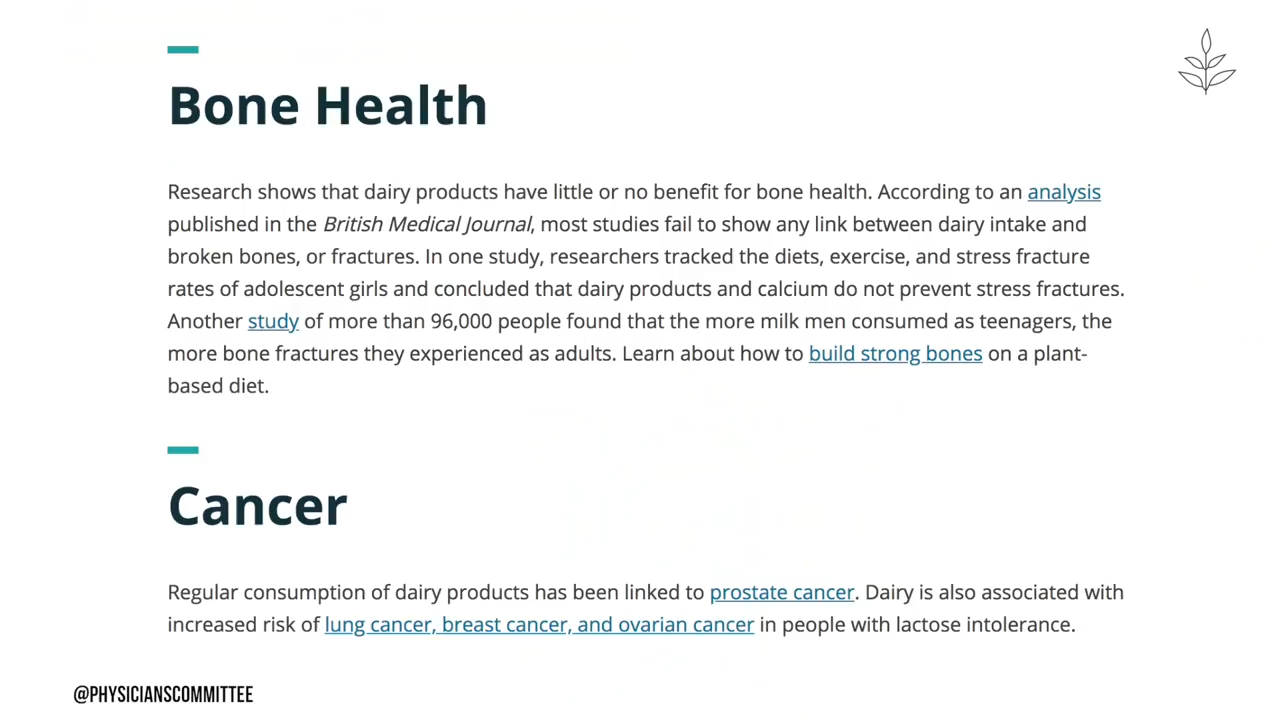 Bone Health
Research shows that dairy products have little or no benefit for bone health. According to an analysis
published in the British Medical Journal, most studies fail to show any link between dairy intake and
broken bones, or fractures. In one study, researchers tracked the diets, exercise, and stress fracture
rates of adolescent girls and concluded that dairy products and calcium do not prevent stress fractures.
Another study of more than 96,000 people found that the more milk men consumed as teenagers, the
more bone fractures they experienced as adults. Learn about how to build strong bones on a plant-
based diet.
Cancer
Regular consumption of dairy products has been linked to prostate cancer. Dairy is also associated with
increased risk of lung cancer, breast cancer, and ovarian cancer in people with lactose intolerance.
@PHYSICIANSCOMMITTEE